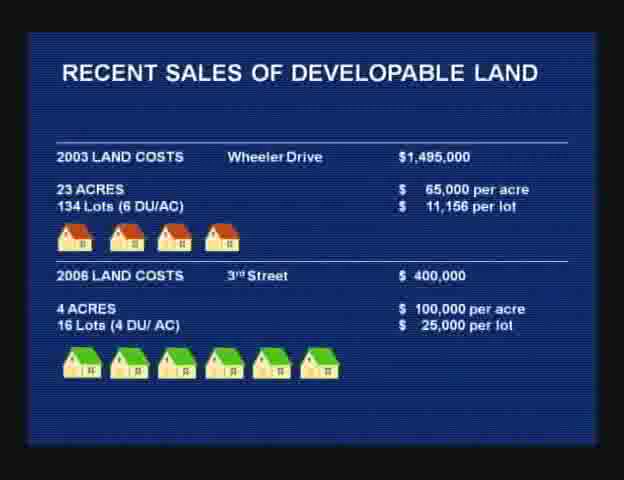 RECENT SALES OF DEVELOPABLE LAND
2003 LAND COSTS Wheeler Drive $1,495,000
23 ACRES $ 65,000 per acre
134 Lots (6 DU/AC) $ 11,156 per lot
2006 LAND COSTS 3rd Street $ 400,000
4 ACRES $ 100,000 per acre
16 Lots (4 DU/ AC) $ 25,000 per lot